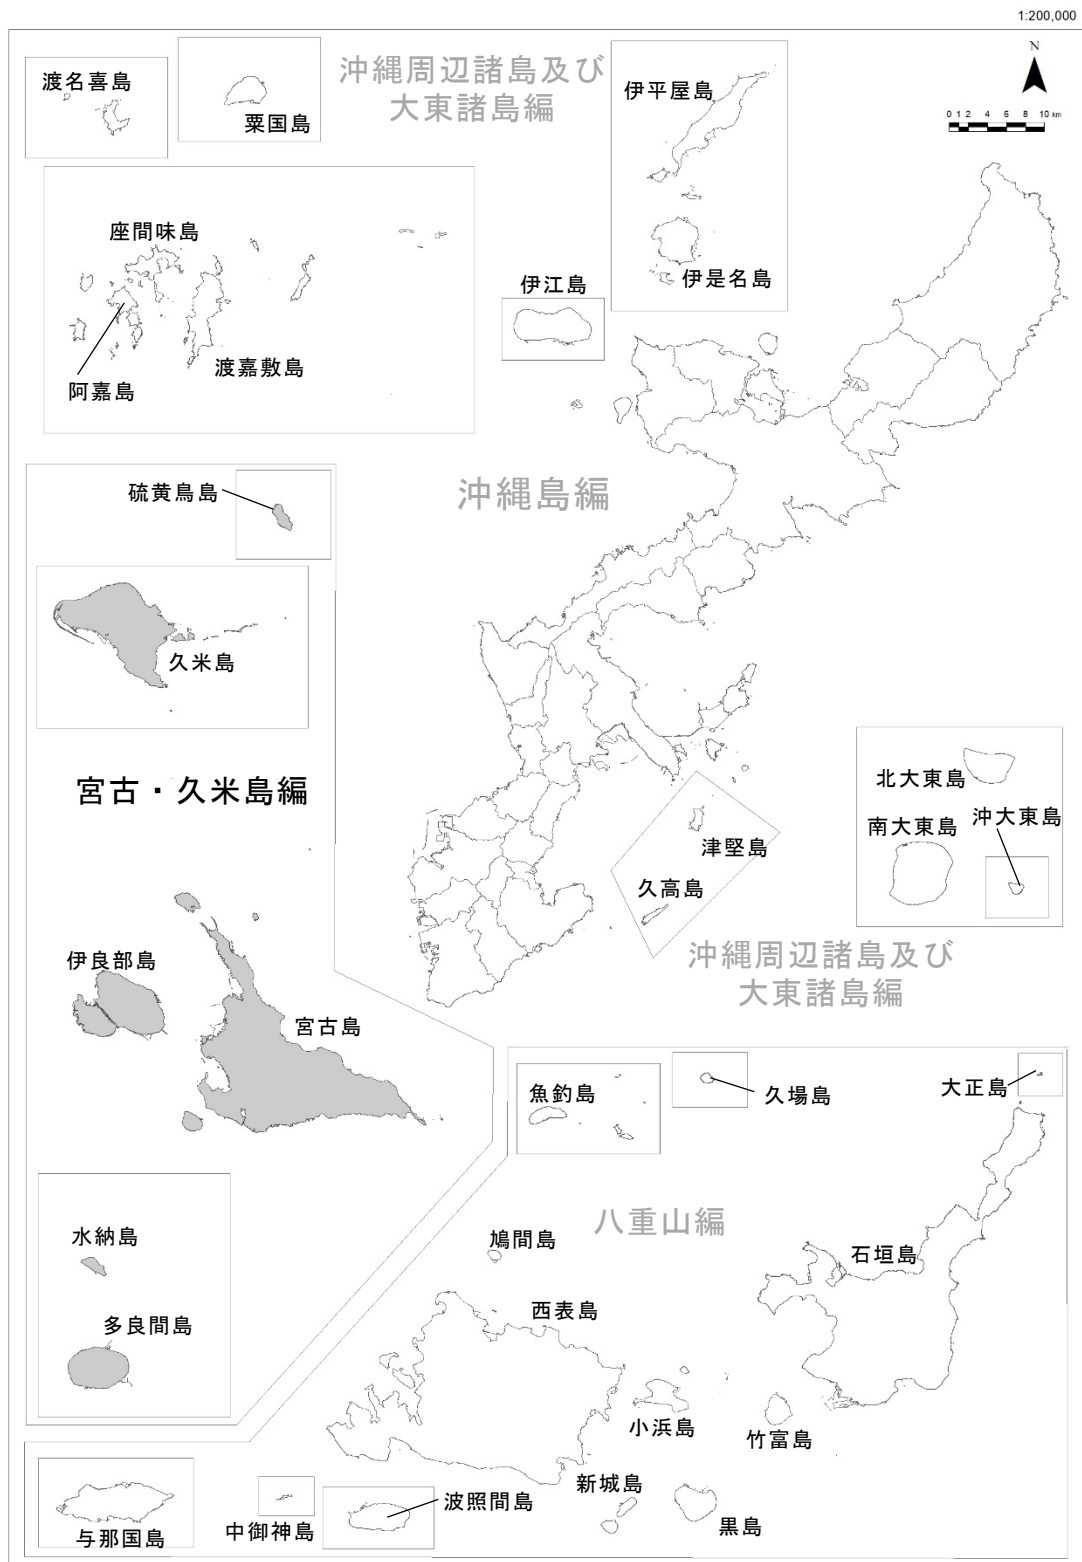 1:200,000
沖縄周辺諸島及び
大東諸島編
渡名喜島
粟国島
伊平屋島
N
0 1 2 4 6 8 10 km
座間味島
伊是名島
伊江島
渡嘉敷島
阿嘉島
硫黄鳥島
沖縄島編
久米島
宮古・久米島編
北大東島
南大東島
沖大東島
津堅島
久高島
沖縄周辺諸島及び
大東諸島編
伊良部島
宮古島
魚釣島
久場島
大正島
八重山編
水納島
鳩間島
石垣島
西表島
多良間島
小浜島
竹富島
新城島
黒島
波照間島
中御神島
与那国島